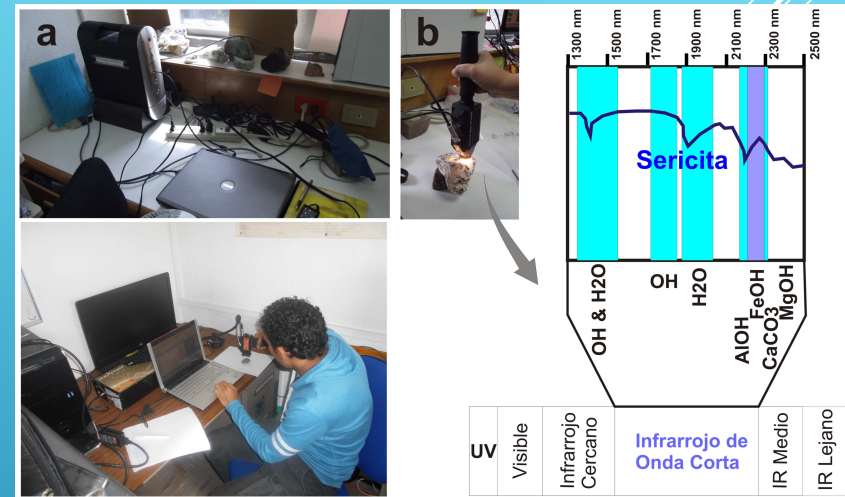 a
b
1300 nm
1500 nm
1700 nm
1900 nm
2100 nm
2300 nm
2500 nm
Sericita
OH & H2O
OH
H2O
AlOH
FeOH
CaCO3
MgOH
UV
Visible
Infrarrojo
Cercano
Infrarrojo de
Onda Corta
IR Medio
IR Lejano